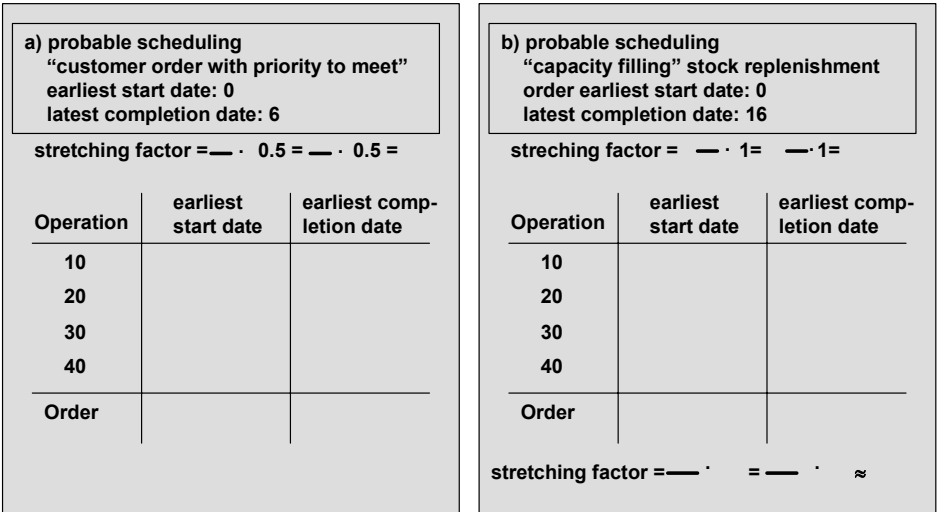 a) probable scheduling
“customer order with priority to meet”
earliest start date: 0
latest completion date: 6
stretching factor = — · 0.5 = — · 0.5 =
Operation
earliest
start date
earliest comp-
letion date
10
20
30
40
Order
b) probable scheduling
“capacity filling” stock replenishment
order earliest start date: 0
latest completion date: 16
streching factor = — · 1= —·1=
Operation
earliest
start date
earliest comp-
letion date
10
20
30
40
Order
stretching factor =— · = — · ≈